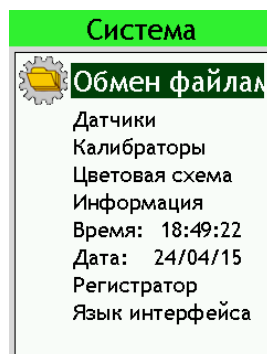 Система
Обмен файлам
Датчики
Калибраторы
Цветовая схема
Информация
Время: 18:49:22
Дата: 24/04/15
Регистратор
Язык интерфейса